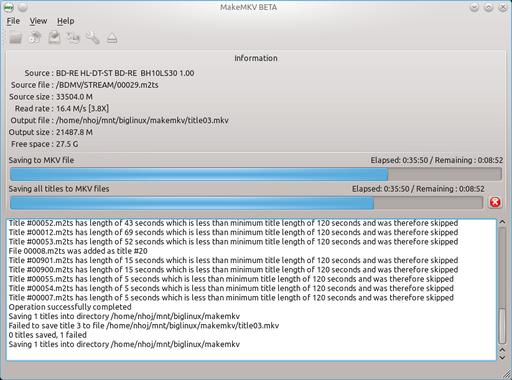 MakeMKV BETA
File View Help
Information
Source : BD-RE HL-DT-ST BD-RE BH10LS30 1.00
Source file : /BDMV/STREAM/00029.m2ts
Source size : 33504.0 M
Read rate : 16.4 M/s [3.8X]
Output file : /home/nhoj/mnt/biglinux/makemkv/title03.mkv
Output size : 21487.8 M
Free space : 27.5 G
Saving to MKV file Elapsed: 0:35:50 / Remaining : 0:08:52
Saving all titles to MKV files Elapsed: 0:35:50 / Remaining : 0:08:52
Title #00052.m2ts has length of 43 seconds which is less than minimum title length of 120 seconds and was therefore skipped
Title #00012.m2ts has length of 69 seconds which is less than minimum title length of 120 seconds and was therefore skipped
Title #00053.m2ts has length of 52 seconds which is less than minimum title length of 120 seconds and was therefore skipped
File 00008.m2ts was added as title #20
Title #00901.m2ts has length of 15 seconds which is less than minimum title length of 120 seconds and was therefore skipped
Title #00900.m2ts has length of 15 seconds which is less than minimum title length of 120 seconds and was therefore skipped
Title #00055.m2ts has length of 5 seconds which is less than minimum title length of 120 seconds and was therefore skipped
Title #00054.m2ts has length of 5 seconds which is less than minimum title length of 120 seconds and was therefore skipped
Title #00007.m2ts has length of 5 seconds which is less than minimum title length of 120 seconds and was therefore skipped
Operation successfully completed
Saving 1 titles into directory /home/nhoj/mnt/biglinux/makemkv
Failed to save title 3 to file /home/nhoj/mnt/biglinux/makemkv/title03.mkv
0 titles saved, 1 failed
Saving 1 titles into directory /home/nhoj/mnt/biglinux/makemkv